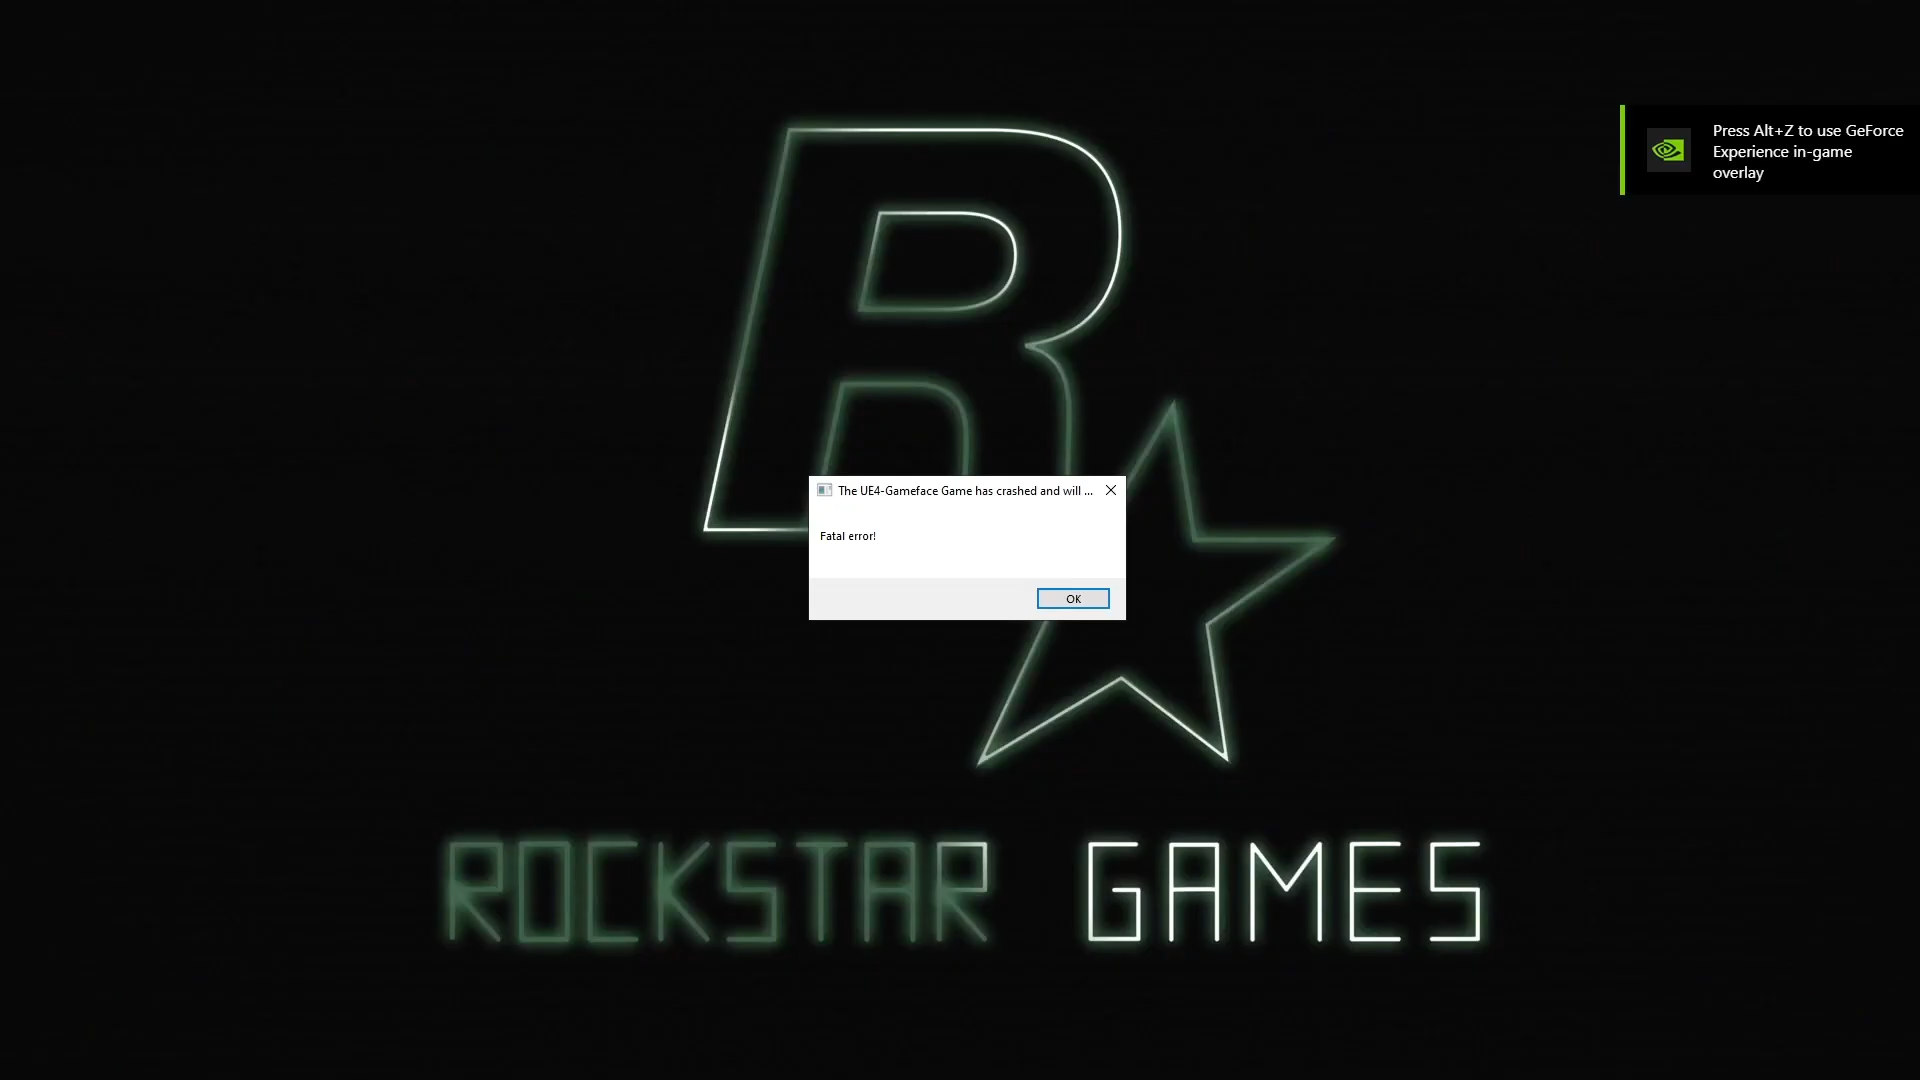 Press Alt+Z to use GeForce
Experience in-game
overlay
The UE4-Gameface Game has crashed and will ...
Fatal error!
OK
R
ROCKSTAR GAMES